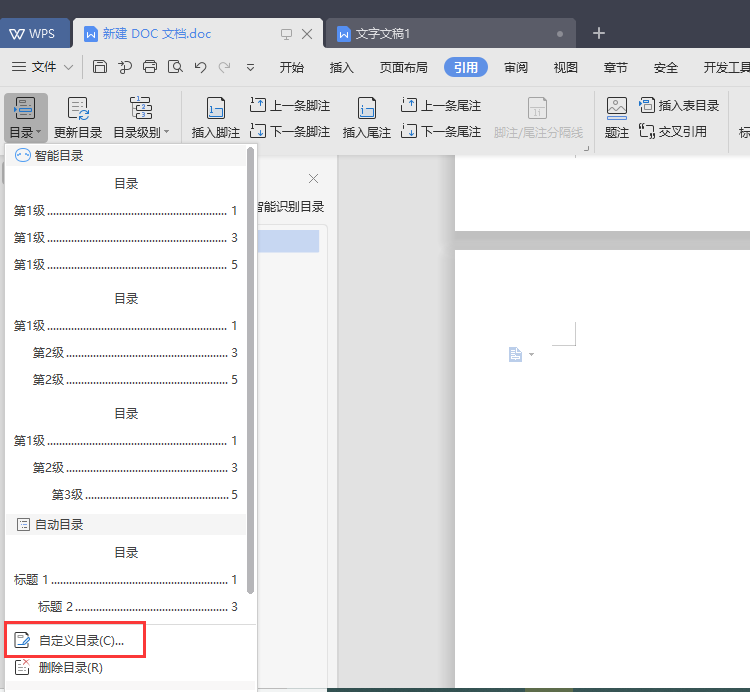 WPS 新建 DOC 文档.doc 文字文稿1
文件 开始 插入 页面布局 引用 审阅 视图 章节 安全 开发工具
目录 更新目录 目录级别 插入脚注 上一条脚注 下一条脚注 插入尾注 上一条尾注 下一条尾注 脚注/尾注分隔线 题注 插入表目录 交叉引用
智能目录
目录
第1级 1
第1级 3
第1级 5
目录
第1级 1
第2级 3
第2级 5
目录
第1级 1
第2级 3
第3级 5
自动目录
目录
标题 1 1
标题 2 3
自定义目录(C)...
删除目录(R)
智能识别目录